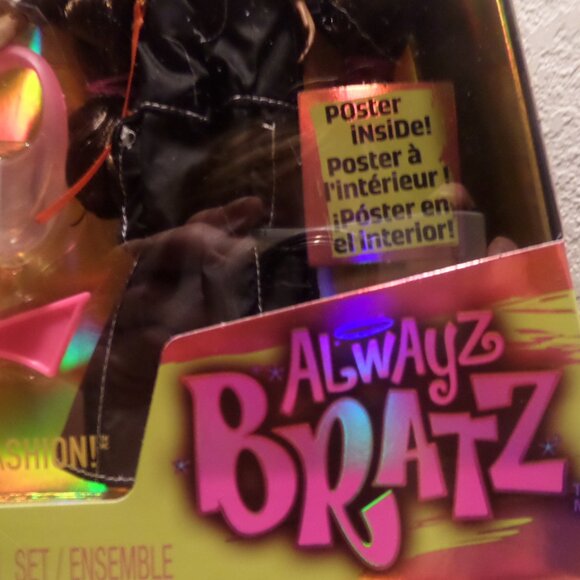 POster
iNsiDe!
Poster à
l'intérieur !
¡Póster en
el interior!
ALWAYZ
BRATZ
ASHION!"
SET / ENSEMBLE